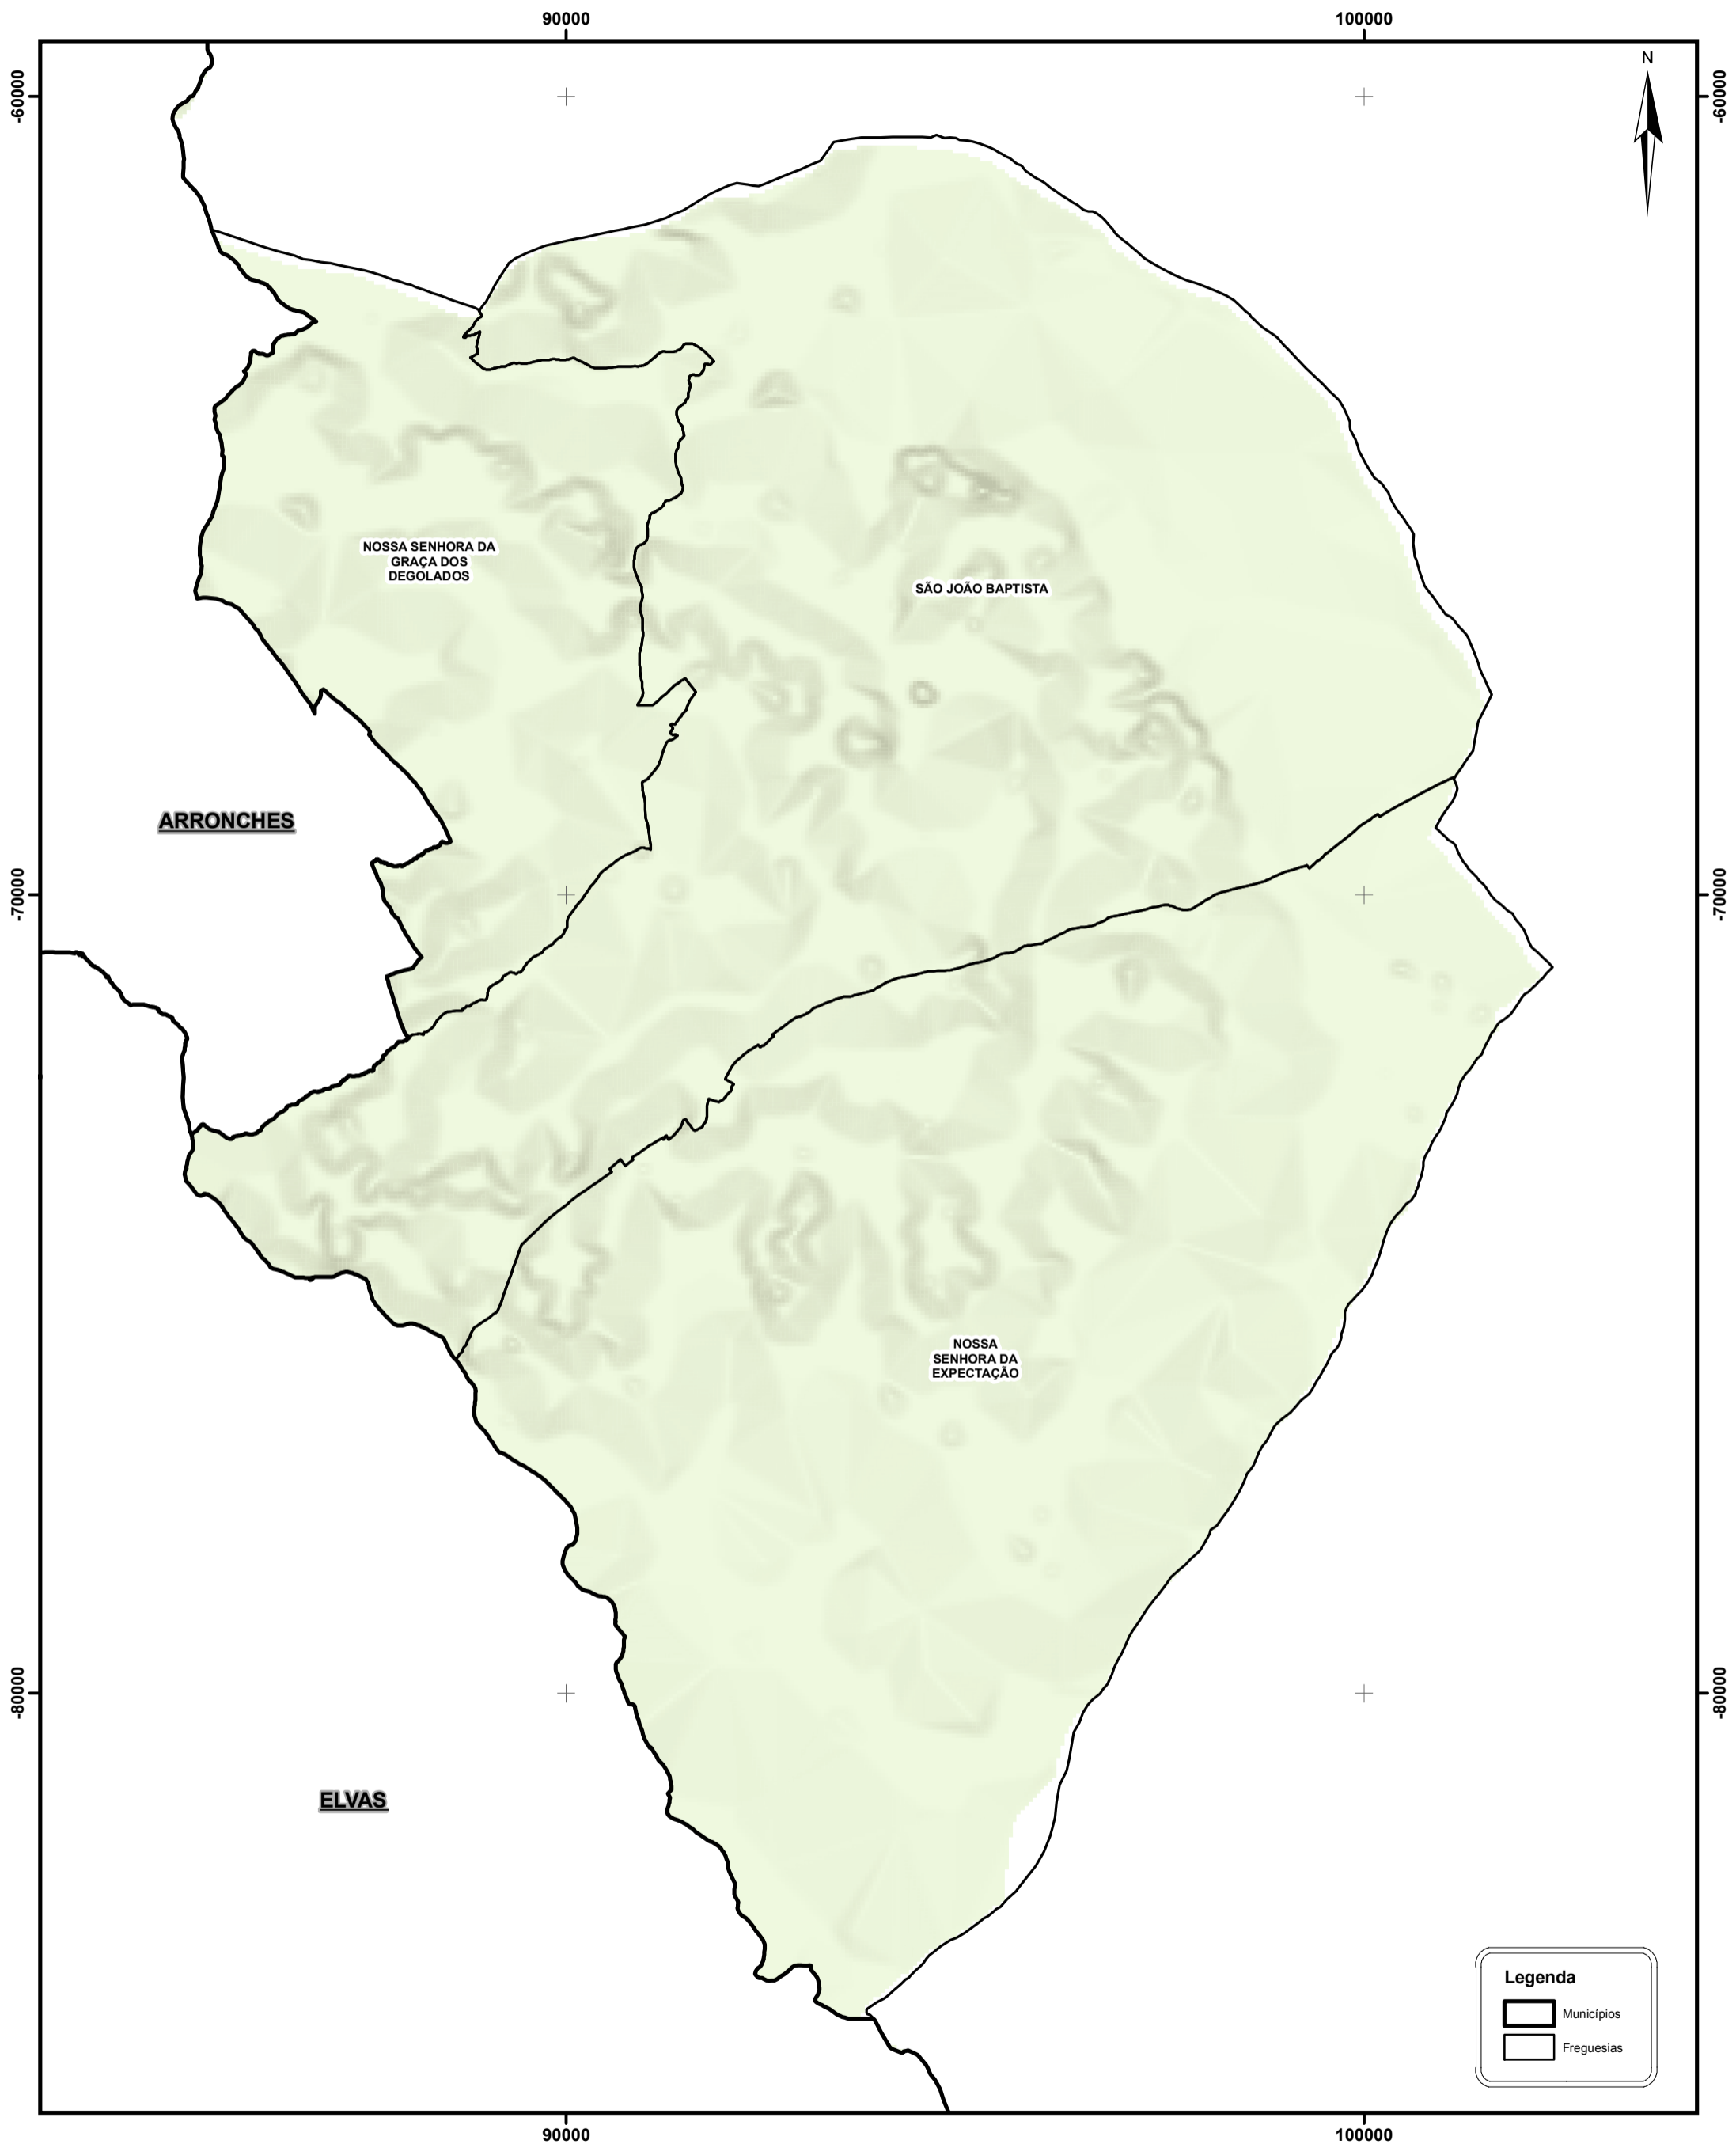 90000
100000
-60000
-60000
N
NOSSA SENHORA DA
GRAÇA DOS
DEGOLADOS
SÃO JOÃO BAPTISTA
ARRONCHES
-70000
-70000
NOSSA
SENHORA DA
EXPECTAÇÃO
-80000
-80000
ELVAS
Legenda
Municípios
Freguesias
90000
100000